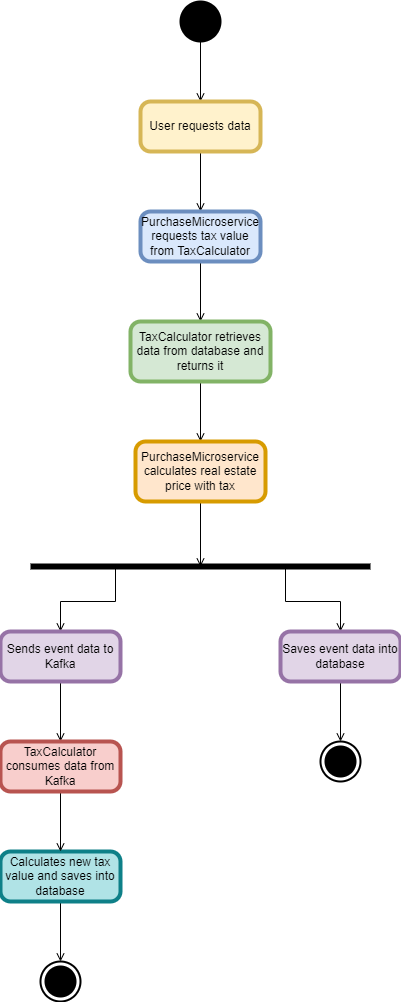 User requests data
PurchaseMicroservice
requests tax value
from TaxCalculator
TaxCalculator retrieves
data from database and
returns it
PurchaseMicroservice
calculates real estate
price with tax
Sends event data to
Kafka
Saves event data into
database
TaxCalculator
consumes data from
Kafka
Calculates new tax
value and saves into
database